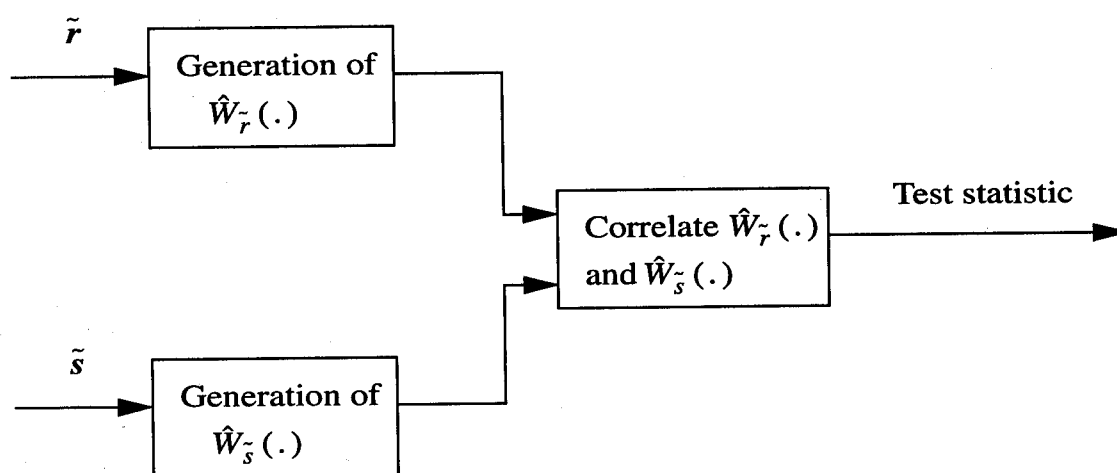 r̃
Generation of
Ŵ_r̃ (.)
Test statistic
Correlate Ŵ_r̃ (.)
and Ŵ_s̃ (.)
s̃
Generation of
Ŵ_s̃ (.)